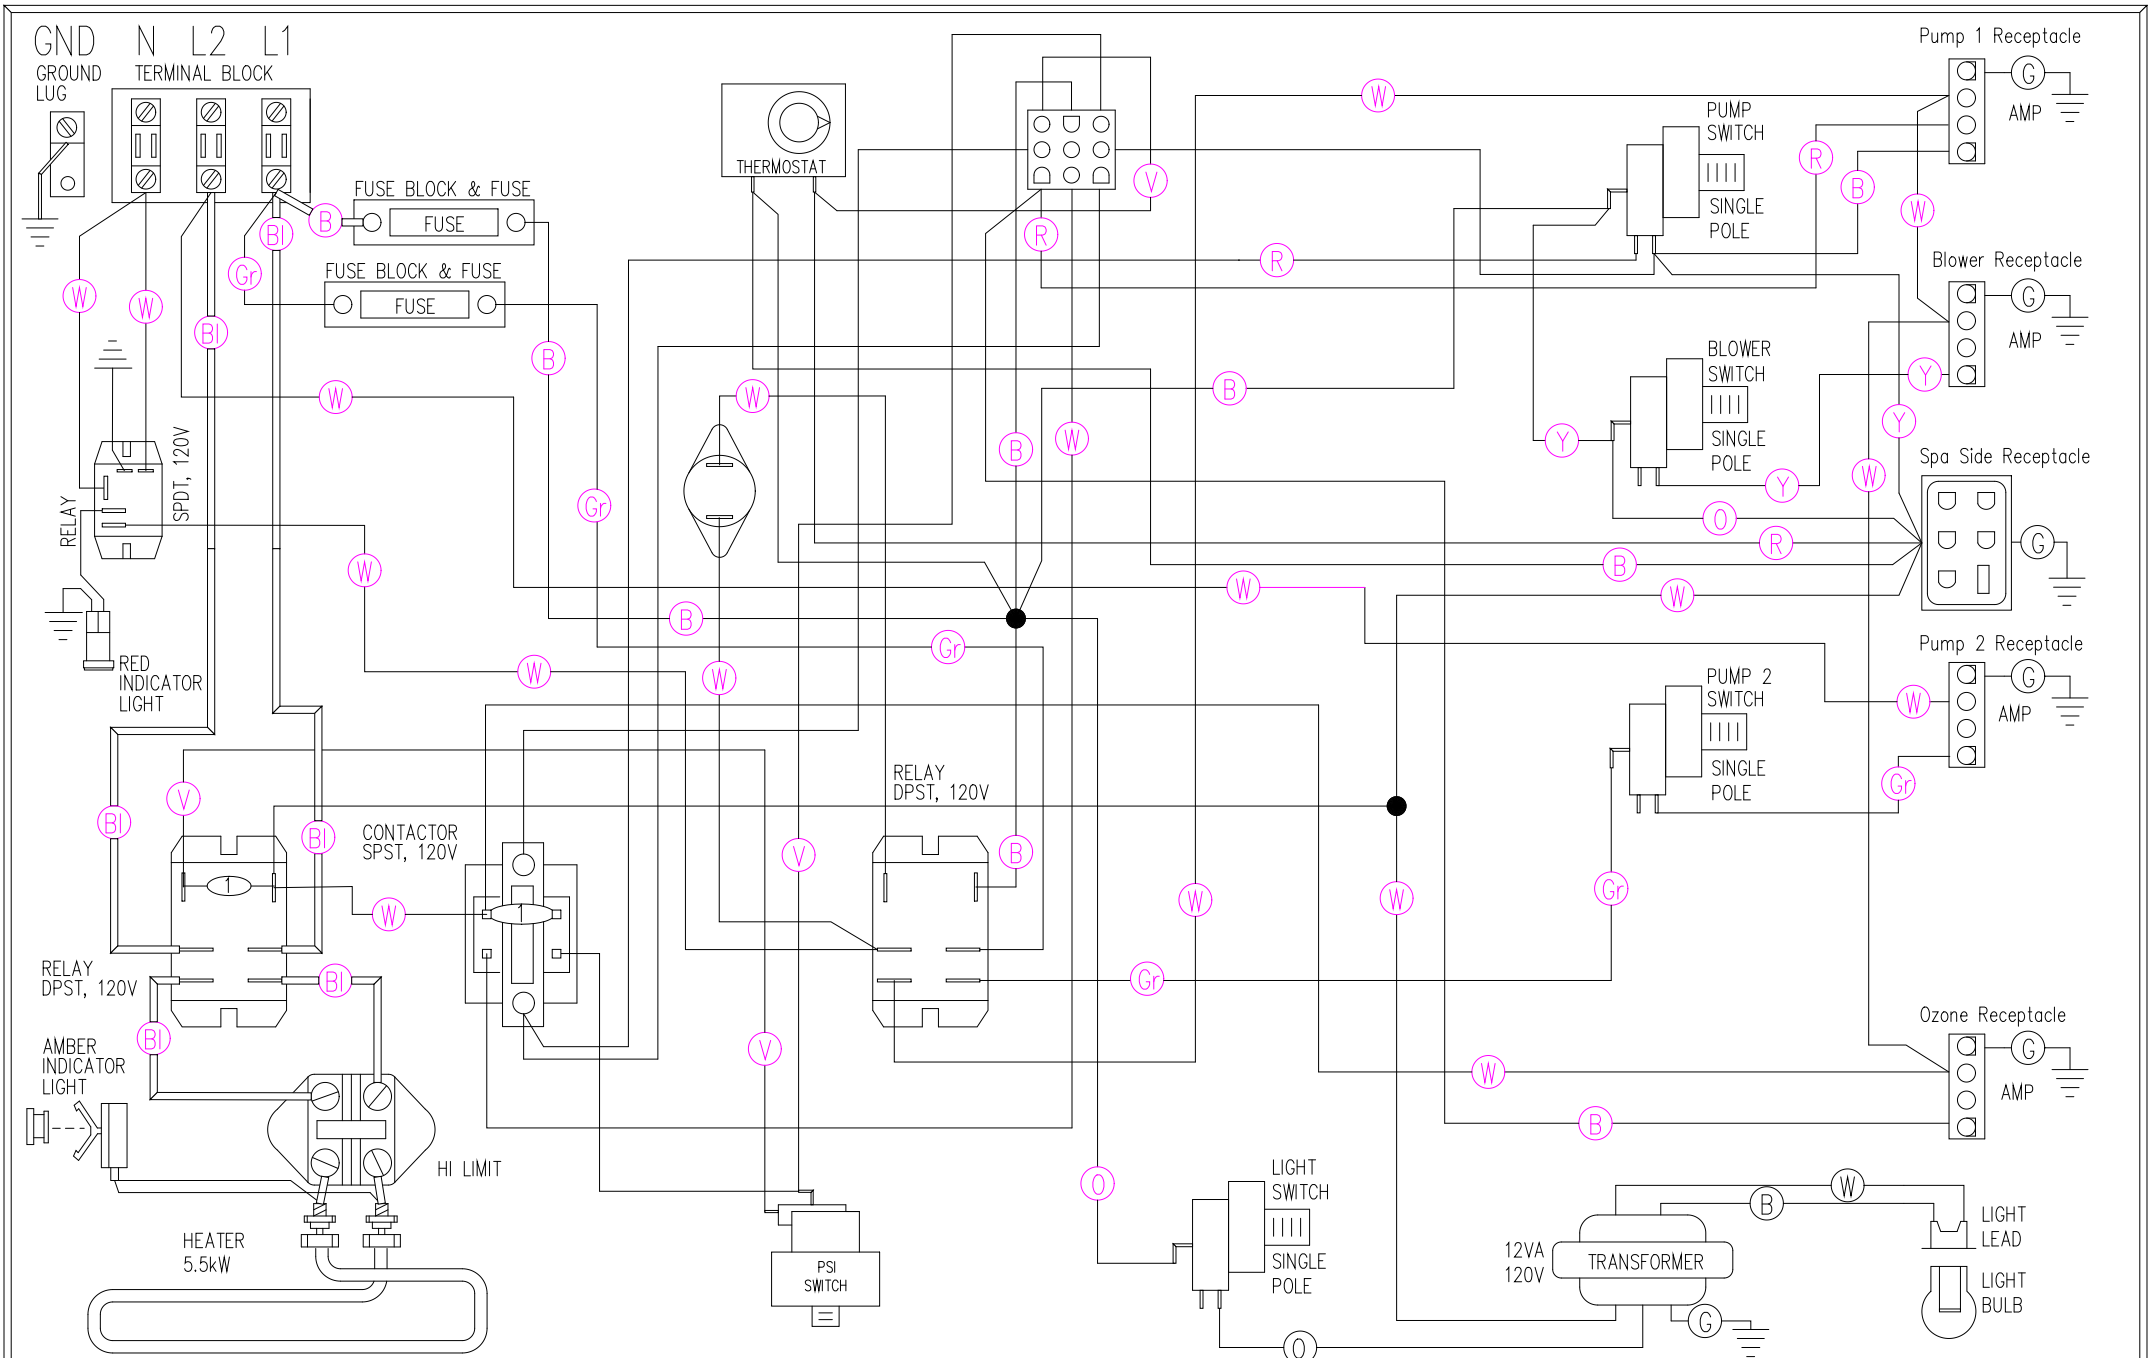 GND N L2 L1
GROUND
LUG
TERMINAL BLOCK
FUSE BLOCK & FUSE
FUSE
B
Bl
Gr
FUSE BLOCK & FUSE
FUSE
W
W
Bl
B
W
THERMOSTAT
V
R
W
PUMP
SWITCH
SINGLE
POLE
R
B
Pump 1 Receptacle
G
AMP
W
R
Blower Receptacle
G
AMP
BLOWER
SWITCH
SINGLE
POLE
Y
Y
Y
Y
B
W
B
W
W
Spa Side Receptacle
G
O
R
B
W
W
RELAY
SPDT, 120V
W
Gr
B
Gr
W
W
RED
INDICATOR
LIGHT
Pump 2 Receptacle
G
AMP
W
Gr
PUMP 2
SWITCH
SINGLE
POLE
V
Bl
Bl
CONTACTOR
SPST, 120V
RELAY
DPST, 120V
V
B
W
W
Gr
1
1
W
RELAY
DPST, 120V
Bl
Bl
Gr
AMBER
INDICATOR
LIGHT
V
W
Ozone Receptacle
G
AMP
B
HI LIMIT
HEATER
5.5kW
PSI
SWITCH
O
LIGHT
SWITCH
SINGLE
POLE
O
12VA
120V
TRANSFORMER
G
B
W
LIGHT
LEAD
LIGHT
BULB